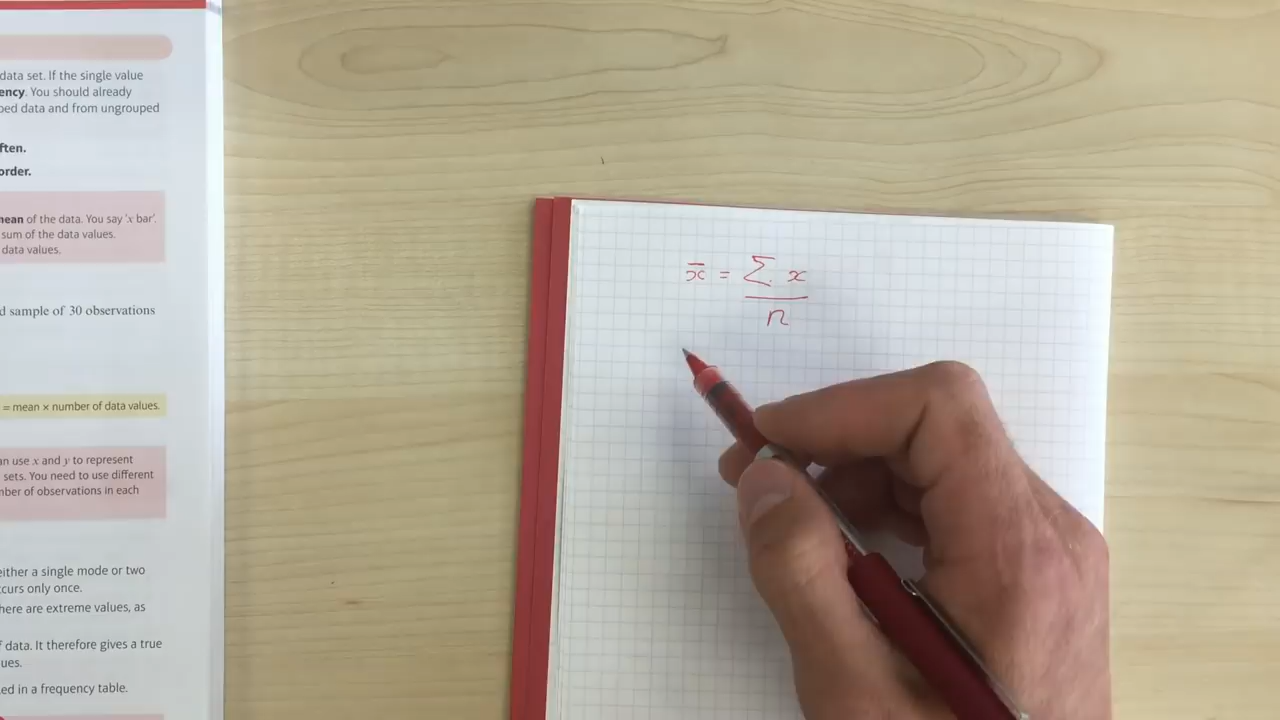 data set. If the single value
ency. You should already
ped data and from ungrouped
ften.
order.
mean of the data. You say 'x bar'.
sum of the data values.
data values.
d sample of 30 observations
= mean × number of data values.
an use x and y to represent
sets. You need to use different
mber of observations in each
either a single mode or two
ccurs only once.
here are extreme values, as
f data. It therefore gives a true
ues.
ed in a frequency table.
x̄ = Σ x
n